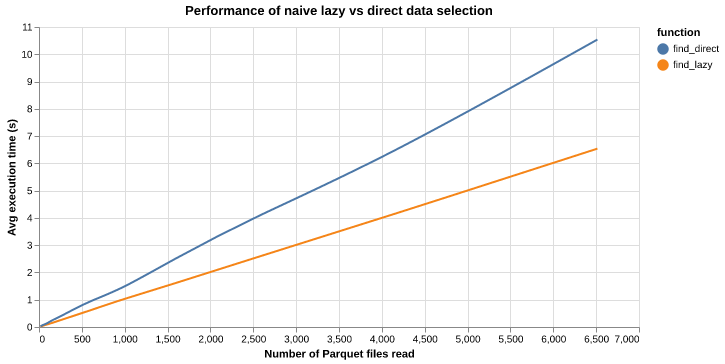 Performance of naive lazy vs direct data selection
function
find_direct
find_lazy
Avg execution time (s)
11
10
9
8
7
6
5
4
3
2
1
0
0 500 1,000 1,500 2,000 2,500 3,000 3,500 4,000 4,500 5,000 5,500 6,000 6,500 7,000
Number of Parquet files read